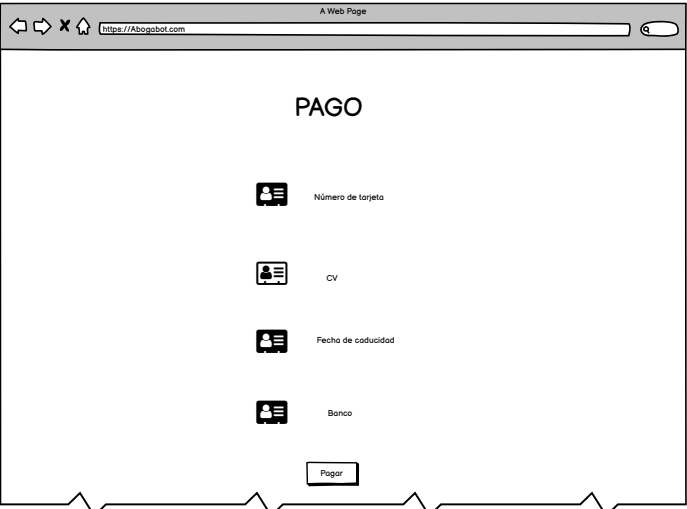 A Web Page
https://Abogabot.com
PAGO
Número de tarjeta
CV
Fecha de caducidad
Banco
Pagar